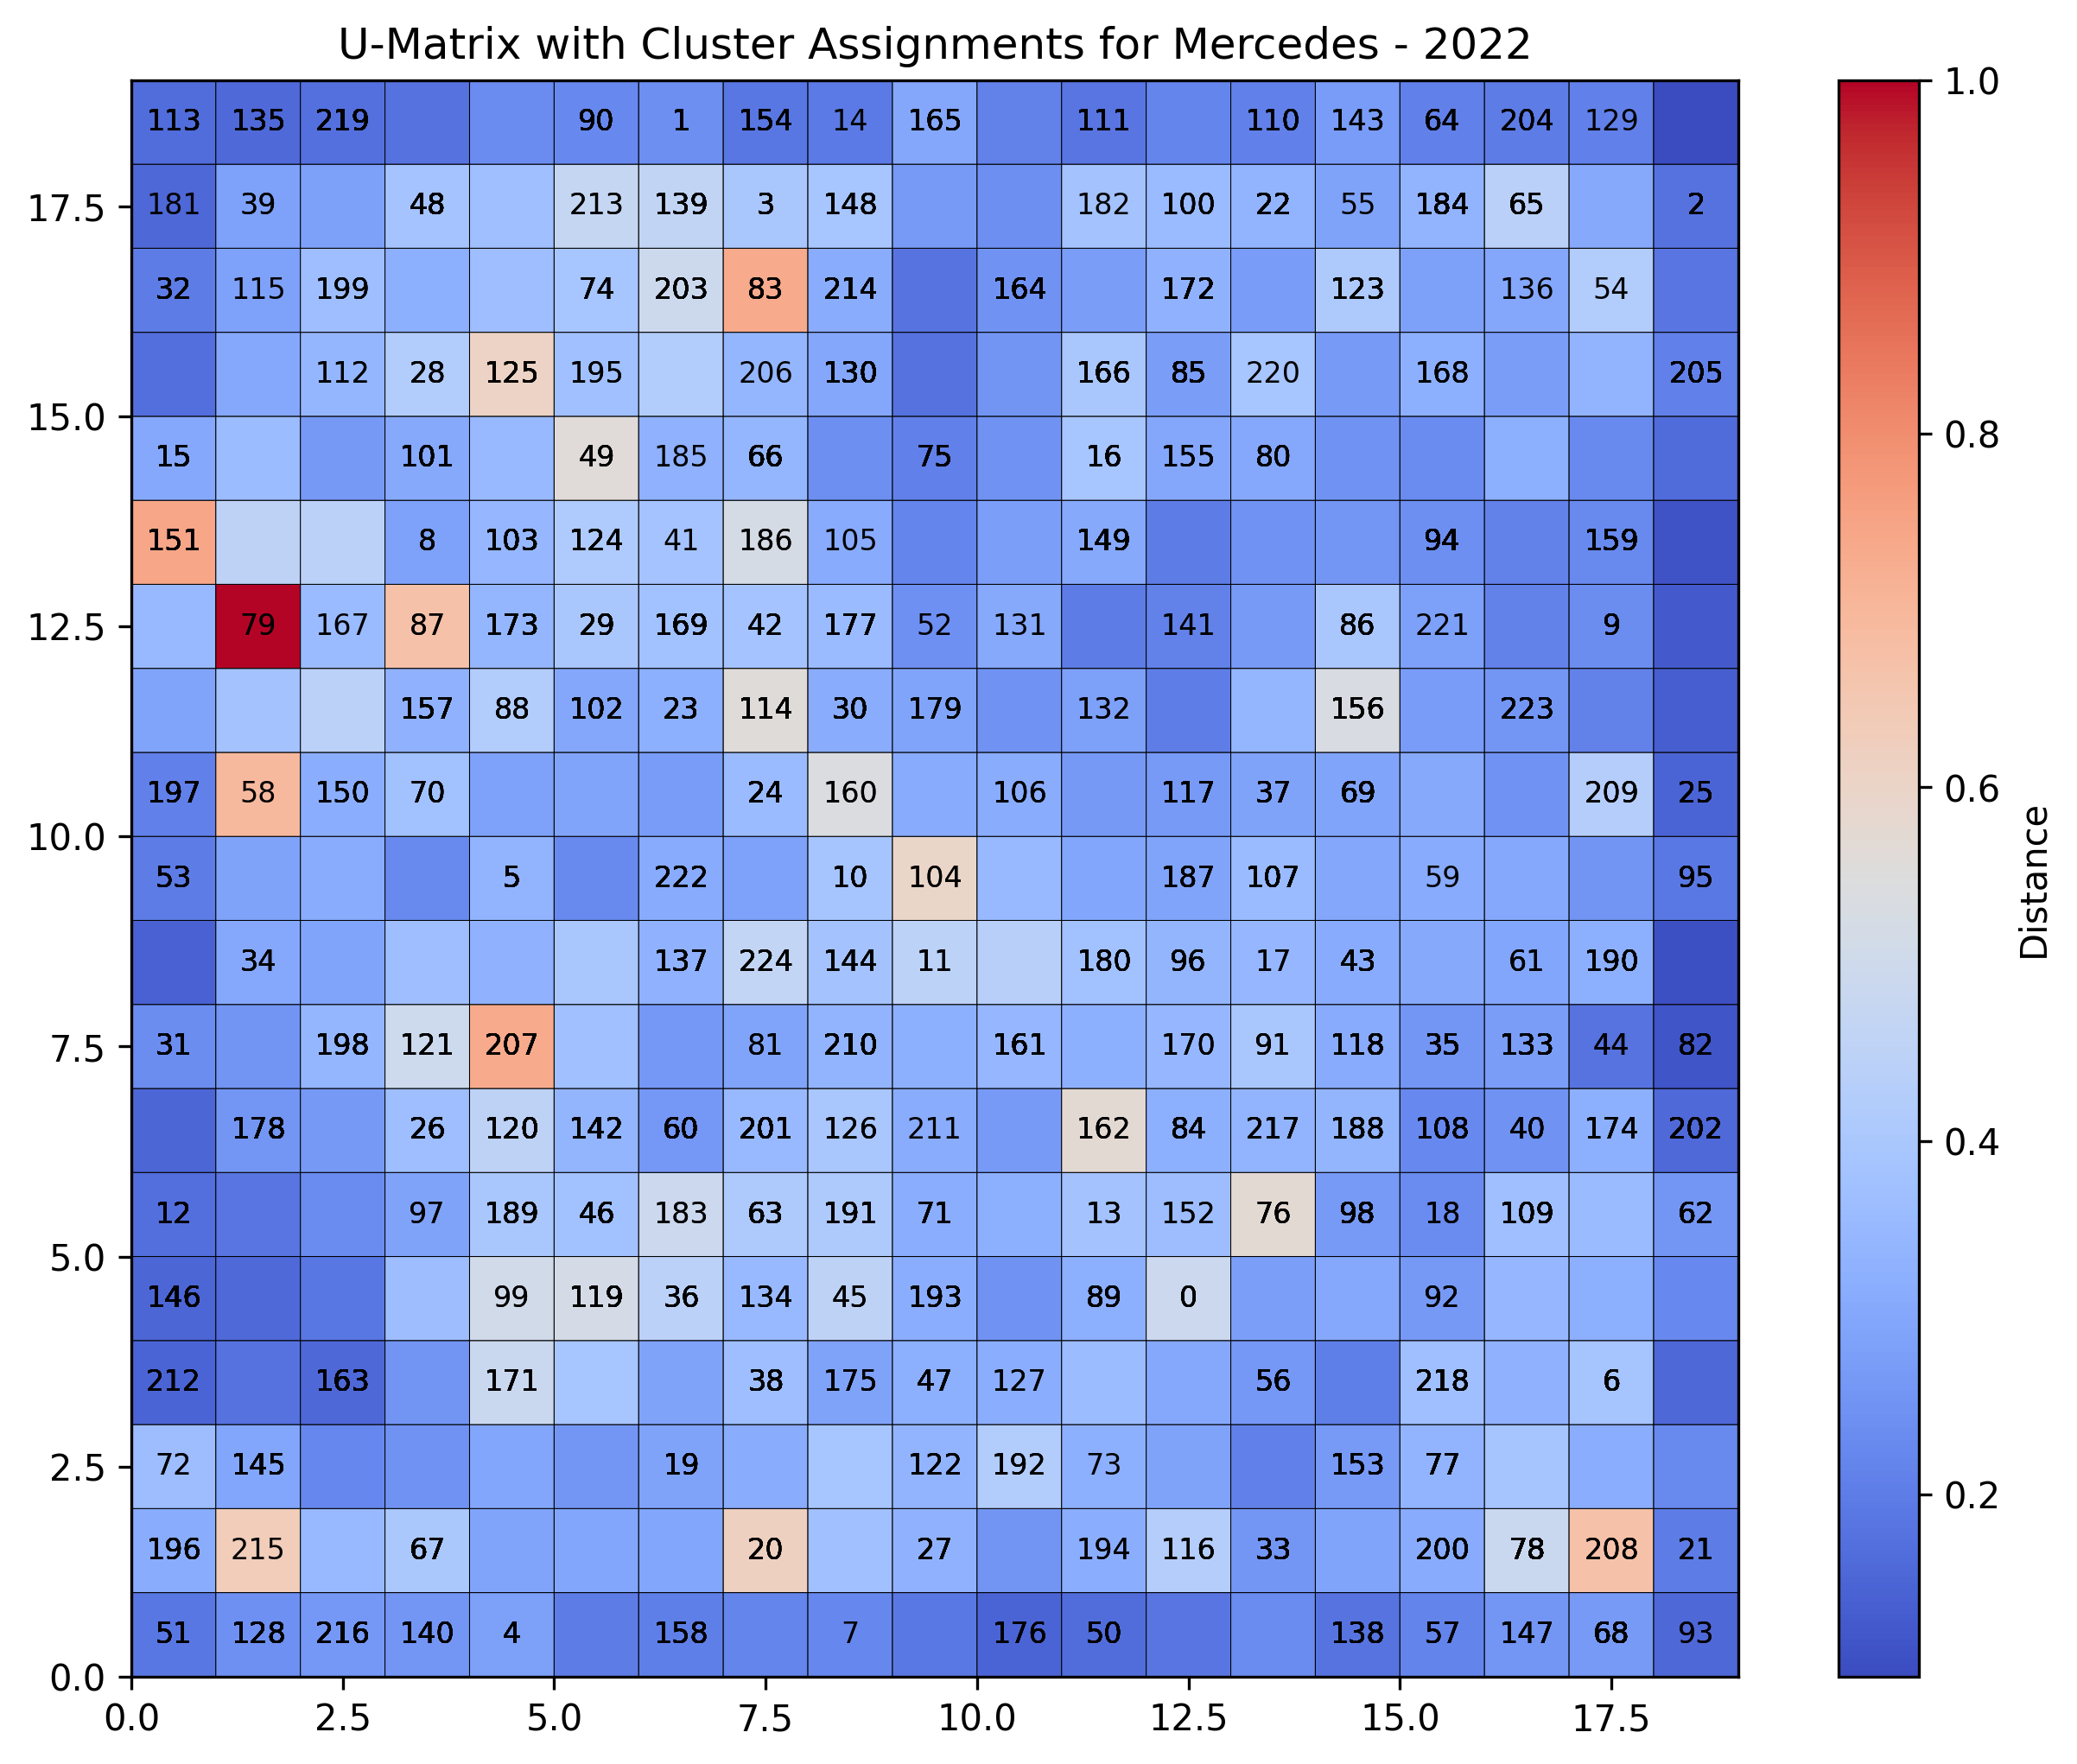 U-Matrix with Cluster Assignments for Mercedes - 2022
113 135 219 90 1 154 14 165 111 110 143 64 204 129
181 39 48 213 139 3 148 182 100 22 55 184 65 2
17.5
32 115 199 74 203 83 214 164 172 123 136 54
112 28 125 195 206 130 166 85 220 168 205
15.0
15 101 49 185 66 75 16 155 80
151 8 103 124 41 186 105 149 94 159
12.5
79 167 87 173 29 169 42 177 52 131 141 86 221 9
157 88 102 23 114 30 179 132 156 223
197 58 150 70 24 160 106 117 37 69 209 25
10.0
53 5 222 10 104 187 107 59 95
34 137 224 144 11 180 96 17 43 61 190
7.5
31 198 121 207 81 210 161 170 91 118 35 133 44 82
178 26 120 142 60 201 126 211 162 84 217 188 108 40 174 202
12 97 189 46 183 63 191 71 13 152 76 98 18 109 62
5.0
146 99 119 36 134 45 193 89 0 92
212 163 171 38 175 47 127 56 218 6
2.5
72 145 19 122 192 73 153 77
196 215 67 20 27 194 116 33 200 78 208 21
51 128 216 140 4 158 7 176 50 138 57 147 68 93
0.0
0.0 2.5 5.0 7.5 10.0 12.5 15.0 17.5
1.0
0.8
0.6
0.4
0.2
Distance